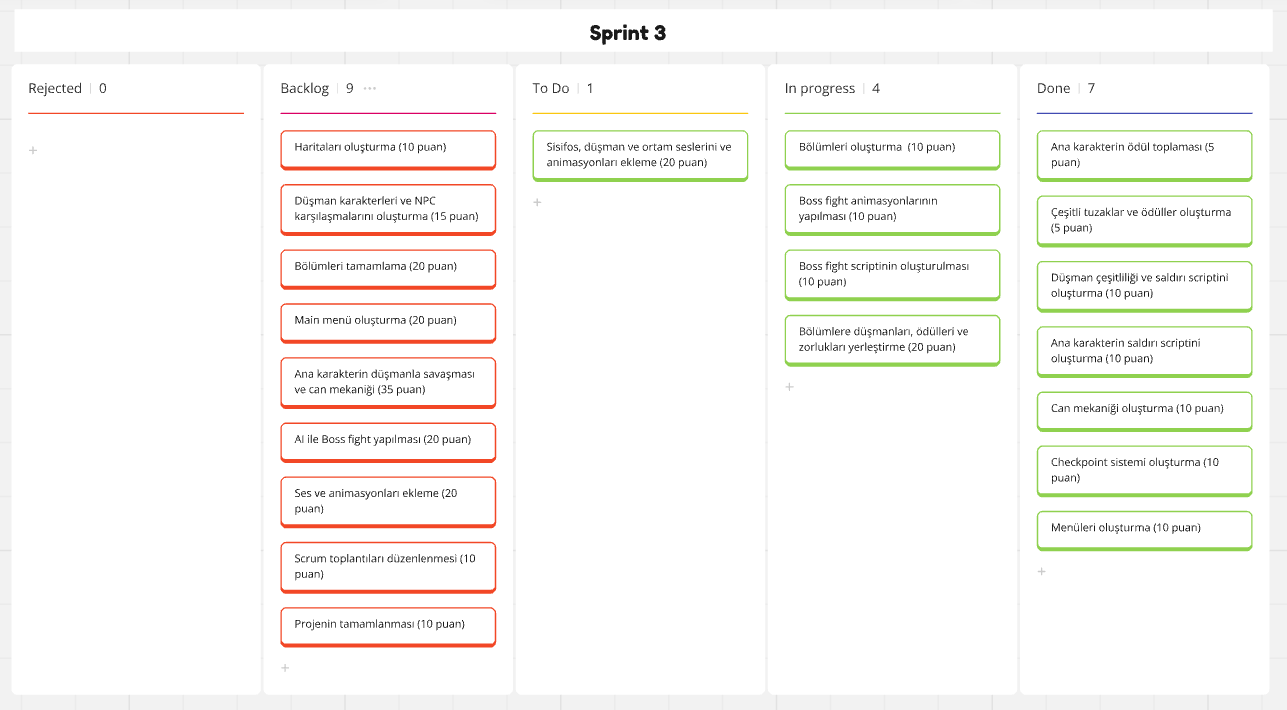 Sprint 3
Rejected | 0
+
Backlog | 9 ...
Haritaları oluşturma (10 puan)
Düşman karakterleri ve NPC
karşılaşmalarını oluşturma (15 puan)
Bölümleri tamamlama (20 puan)
Main menü oluşturma (20 puan)
Ana karakterin düşmanla savaşması
ve can mekaniği (35 puan)
AI ile Boss fight yapılması (20 puan)
Ses ve animasyonları ekleme (20
puan)
Scrum toplantıları düzenlenmesi (10
puan)
Projenin tamamlanması (10 puan)
+
To Do | 1
Sisifos, düşman ve ortam seslerini ve
animasyonları ekleme (20 puan)
+
In progress | 4
Bölümleri oluşturma (10 puan)
Boss fight animasyonlarının
yapılması (10 puan)
Boss fight scriptinin oluşturulması
(10 puan)
Bölümlere düşmanları, ödülleri ve
zorlukları yerleştirme (20 puan)
+
Done | 7
Ana karakterin ödül toplaması (5
puan)
Çeşitli tuzaklar ve ödüller oluşturma
(5 puan)
Düşman çeşitliliği ve saldırı scriptini
oluşturma (10 puan)
Ana karakterin saldırı scriptini
oluşturma (10 puan)
Can mekaniği oluşturma (10 puan)
Checkpoint sistemi oluşturma (10
puan)
Menüleri oluşturma (10 puan)
+